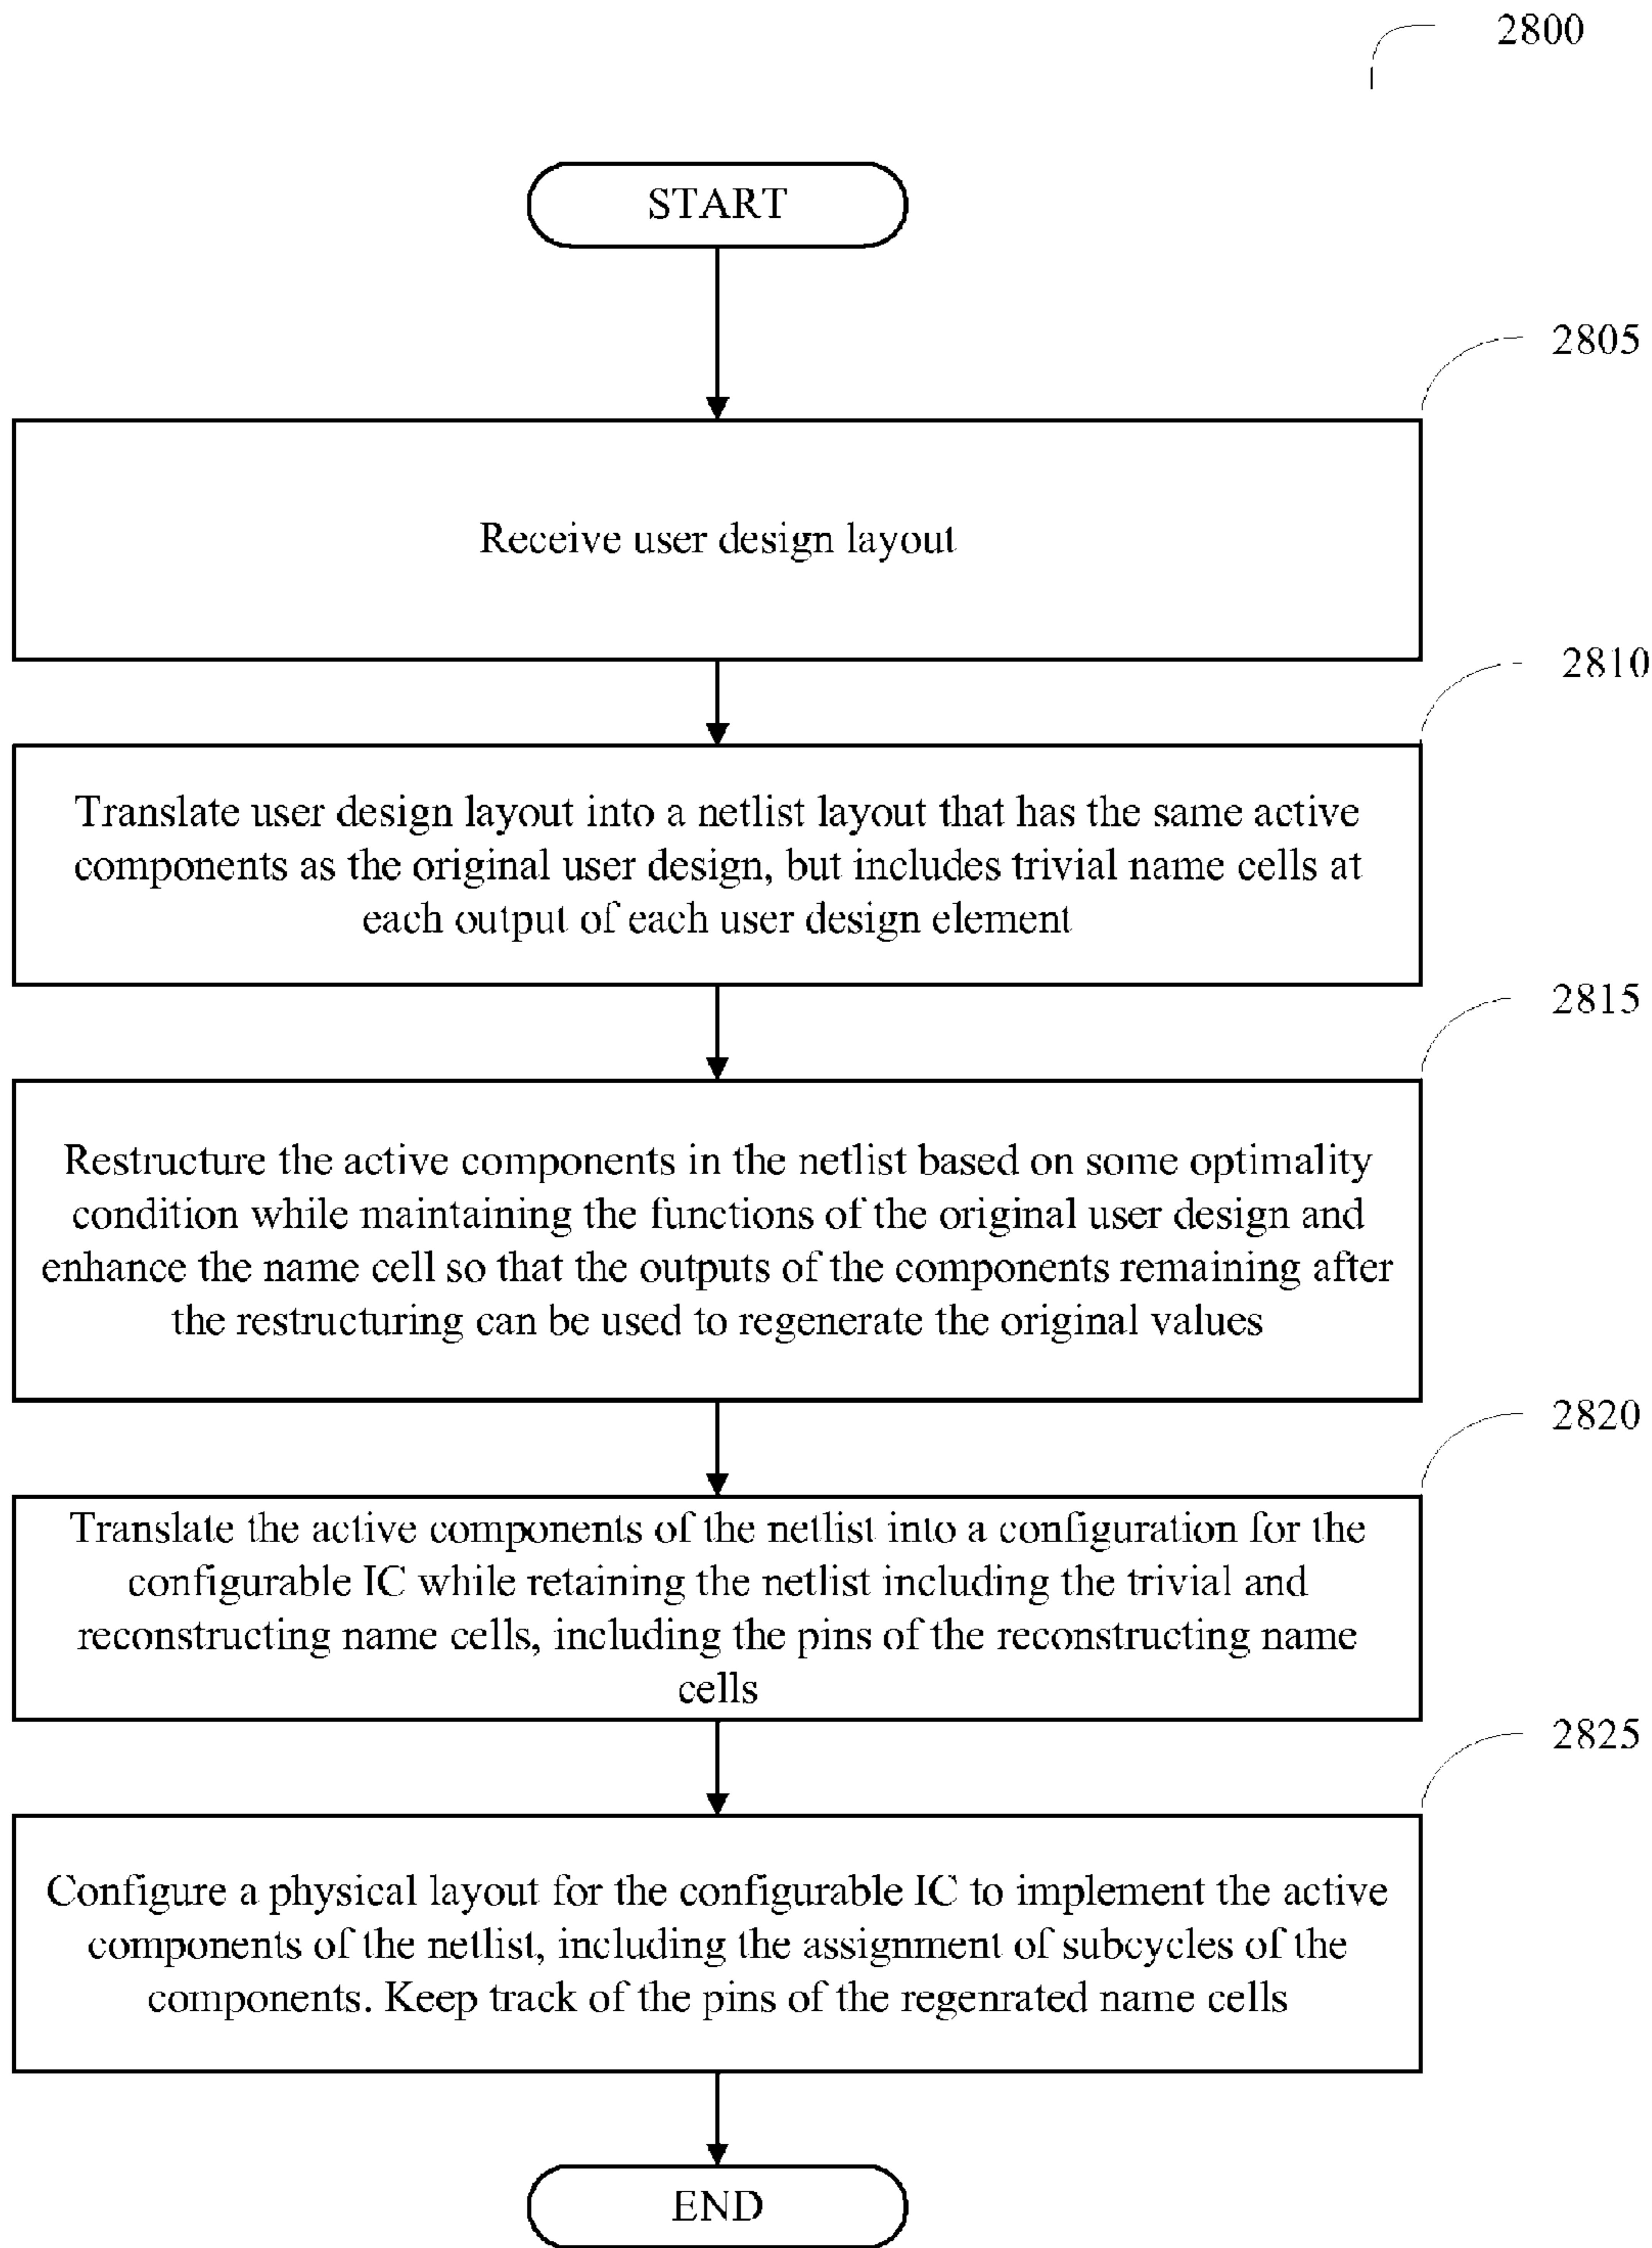 2800
START
2805
Receive user design layout
2810
Translate user design layout into a netlist layout that has the same active
components as the original user design, but includes trivial name cells at
each output of each user design element
2815
Restructure the active components in the netlist based on some optimality
condition while maintaining the functions of the original user design and
enhance the name cell so that the outputs of the components remaining after
the restructuring can be used to regenerate the original values
2820
Translate the active components of the netlist into a configuration for the
configurable IC while retaining the netlist including the trivial and
reconstructing name cells, including the pins of the reconstructing name
cells
2825
Configure a physical layout for the configurable IC to implement the active
components of the netlist, including the assignment of subcycles of the
components. Keep track of the pins of the regenrated name cells
END